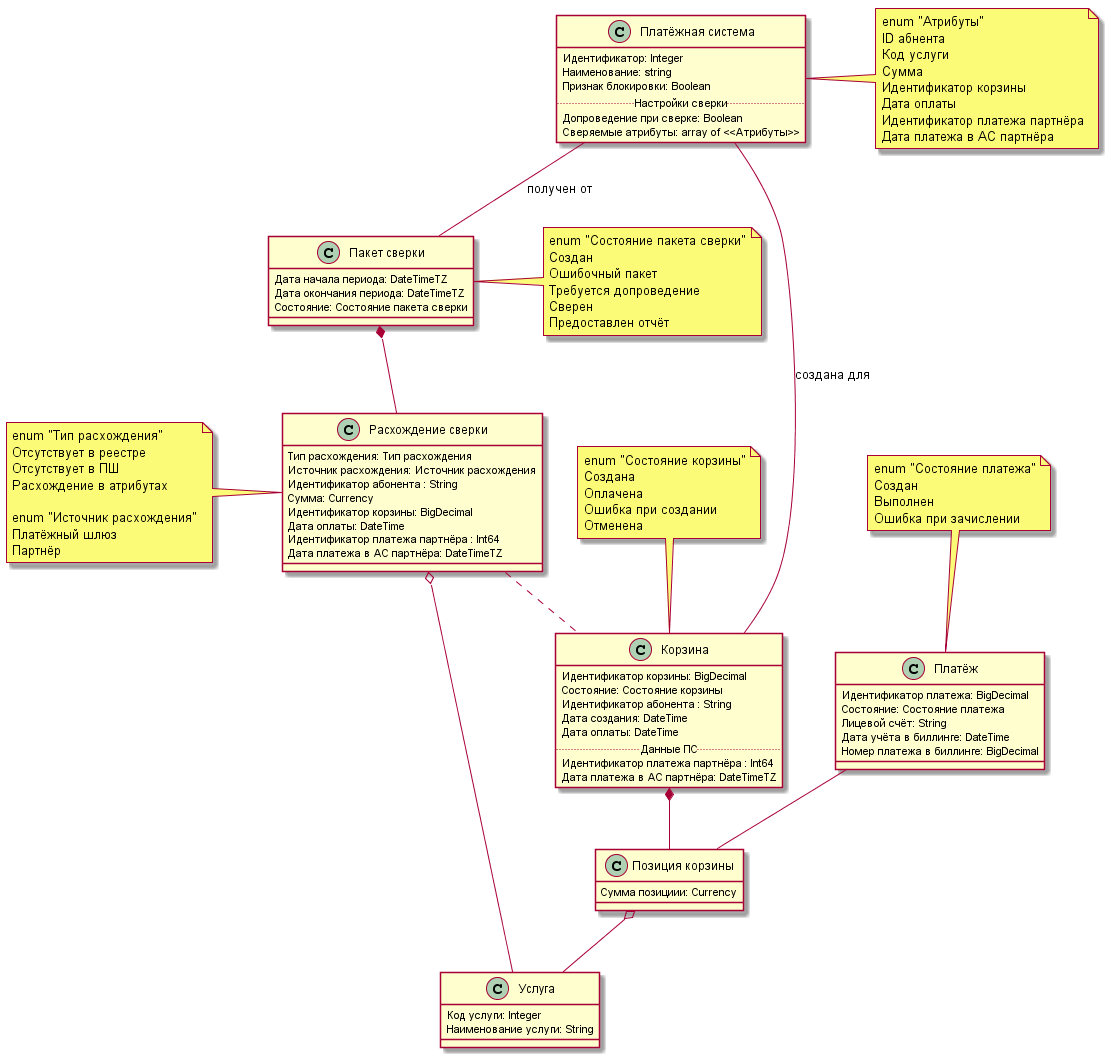 Платёжная система
Идентификатор: Integer
Наименование: string
Признак блокировки: Boolean
Настройки сверки
Допроведение при сверке: Boolean
Сверяемые атрибуты: array of <<Атрибуты>>
enum "Атрибуты"
ID абнента
Код услуги
Сумма
Идентификатор корзины
Дата оплаты
Идентификатор платежа партнёра
Дата платежа в АС партнёра
получен от
Пакет сверки
Дата начала периода: DateTimeTZ
Дата окончания периода: DateTimeTZ
Состояние: Состояние пакета сверки
enum "Состояние пакета сверки"
Создан
Ошибочный пакет
Требуется допроведение
Сверен
Предоставлен отчёт
создана для
enum "Тип расхождения"
Отсутствует в реестре
Отсутствует в ПШ
Расхождение в атрибутах
enum "Источник расхождения"
Платёжный шлюз
Партнёр
Расхождение сверки
Тип расхождения: Тип расхождения
Источник расхождения: Источник расхождения
Идентификатор абонента : String
Сумма: Currency
Идентификатор корзины: BigDecimal
Дата оплаты: DateTime
Идентификатор платежа партнёра : Int64
Дата платежа в АС партнёра: DateTimeTZ
enum "Состояние корзины"
Создана
Оплачена
Ошибка при создании
Отменена
enum "Состояние платежа"
Создан
Выполнен
Ошибка при зачислении
Корзина
Идентификатор корзины: BigDecimal
Состояние: Состояние корзины
Идентификатор абонента : String
Дата создания: DateTime
Дата оплаты: DateTime
Данные ПС
Идентификатор платежа партнёра : Int64
Дата платежа в АС партнёра: DateTimeTZ
Платёж
Идентификатор платежа: BigDecimal
Состояние: Состояние платежа
Лицевой счёт: String
Дата учёта в биллинге: DateTime
Номер платежа в биллинге: BigDecimal
Позиция корзины
Сумма позициии: Currency
Услуга
Код услуги: Integer
Наименование услуги: String